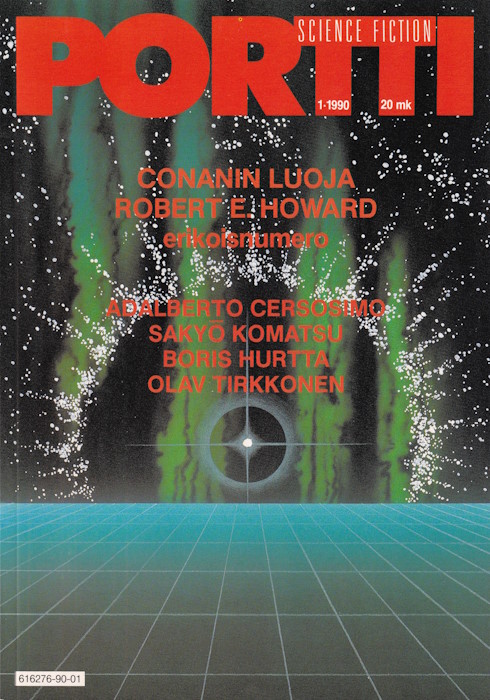 PORTTI
SCIENCE FICTION
1·1990 20 mk
CONANIN LUOJA
ROBERT E. HOWARD
erikoisnumero
ADALBERTO CERSOSIMO
SAKYŌ KOMATSU
BORIS HURTTA
OLAV TIRKKONEN
616276-90-01